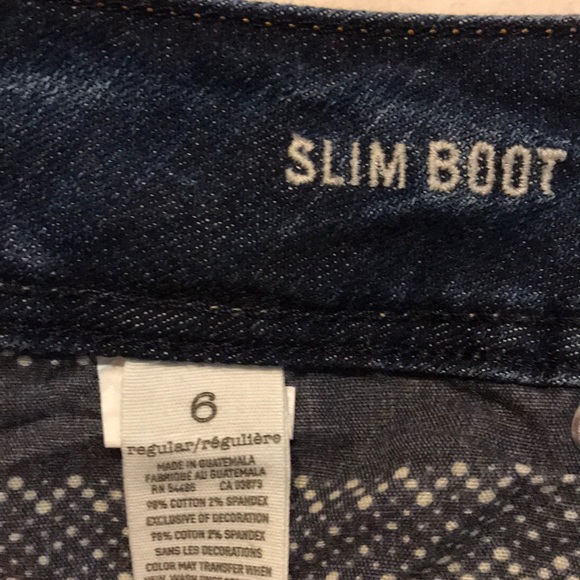 SLIM BOOT
6
regular/régulière
MADE IN GUATEMALA
FABRIQUÉ AU GUATEMALA
RN 54485 CA 03873
98% COTTON 2% SPANDEX
EXCLUSIVE OF DECORATION
98% COTON 2% SPANDEX
SANS LES DÉCORATIONS
COLOR MAY TRANSFER WHEN